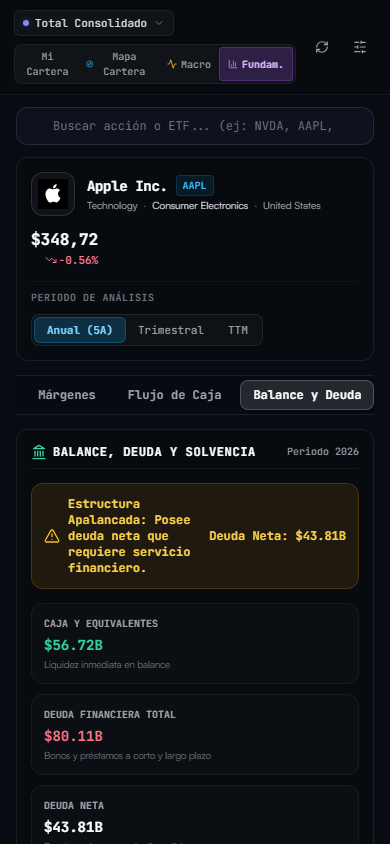 Total Consolidado
Mi
Cartera
Mapa
Cartera
Macro
Fundam.
Buscar acción o ETF... (ej: NVDA, AAPL,
Apple Inc. AAPL
Technology · Consumer Electronics · United States
$348,72
-0.56%
PERIODO DE ANÁLISIS
Anual (5A) Trimestral TTM
Márgenes Flujo de Caja Balance y Deuda
BALANCE, DEUDA Y SOLVENCIA Periodo 2026
Estructura
Apalancada: Posee
deuda neta que
requiere servicio
financiero.
Deuda Neta: $43.81B
CAJA Y EQUIVALENTES
$56.72B
Liquidez inmediata en balance
DEUDA FINANCIERA TOTAL
$80.11B
Bonos y préstamos a corto y largo plazo
DEUDA NETA
$43.81B